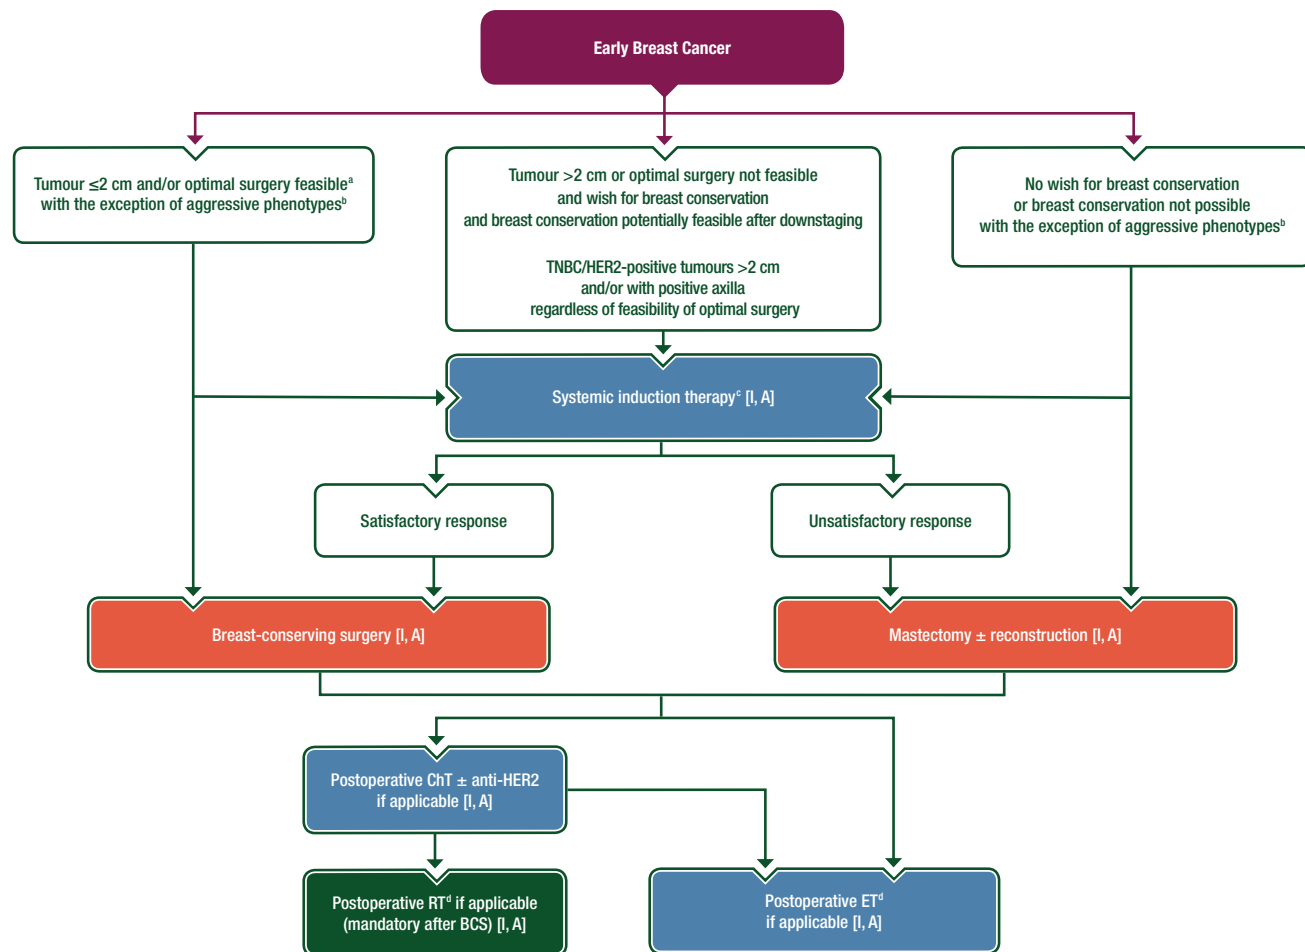 Early Breast Cancer
Tumour ≤2 cm and/or optimal surgery feasibleᵃ
with the exception of aggressive phenotypesᵇ
Tumour >2 cm or optimal surgery not feasible
and wish for breast conservation
and breast conservation potentially feasible after downstaging
TNBC/HER2-positive tumours >2 cm
and/or with positive axilla
regardless of feasibility of optimal surgery
No wish for breast conservation
or breast conservation not possible
with the exception of aggressive phenotypesᵇ
Systemic induction therapyᶜ [I, A]
Satisfactory response
Unsatisfactory response
Breast-conserving surgery [I, A]
Mastectomy ± reconstruction [I, A]
Postoperative ChT ± anti-HER2
if applicable [I, A]
Postoperative RTᵈ if applicable
(mandatory after BCS) [I, A]
Postoperative ETᵈ
if applicable [I, A]